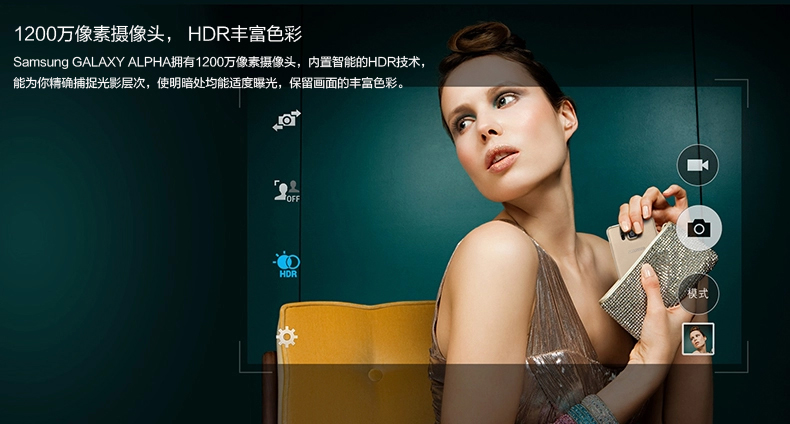 1200万像素摄像头， HDR丰富色彩
Samsung GALAXY ALPHA拥有1200万像素摄像头，内置智能的HDR技术，
能为你精确捕捉光影层次，使明暗处均能适度曝光，保留画面的丰富色彩。
OFF
HDR
模式